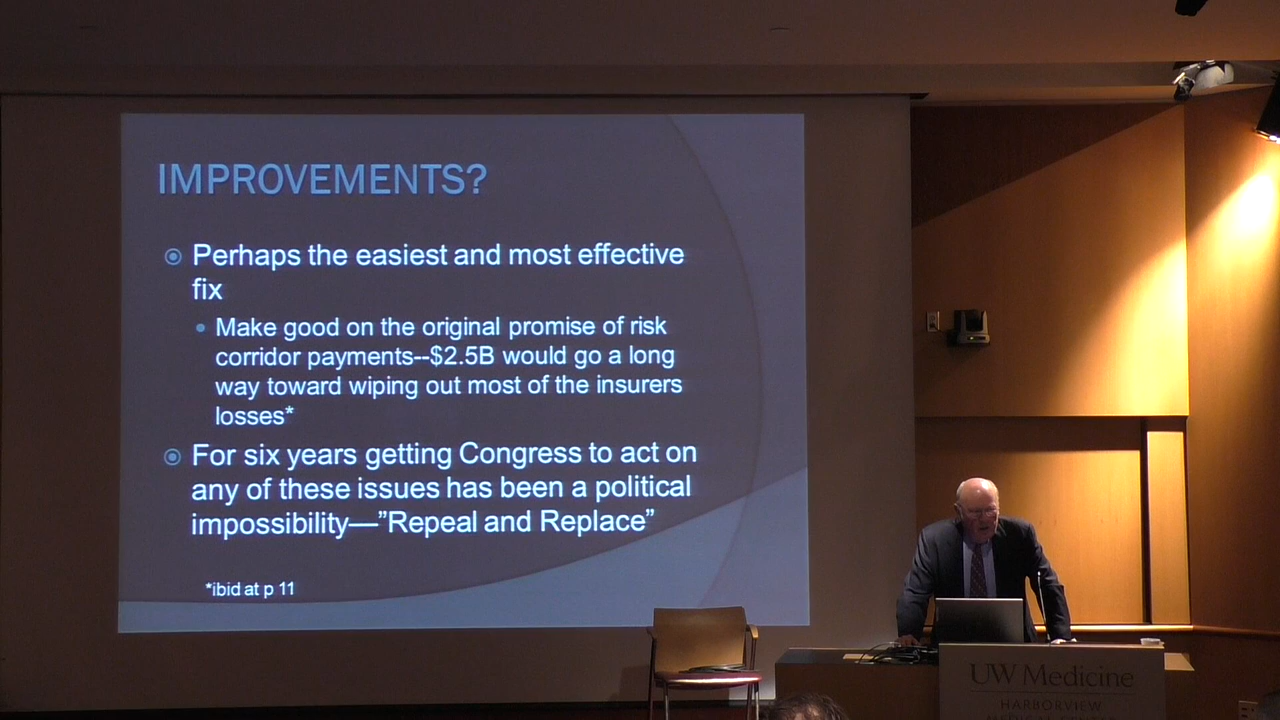 IMPROVEMENTS?
Perhaps the easiest and most effective
fix
Make good on the original promise of risk
corridor payments--$2.5B would go a long
way toward wiping out most of the insurers
losses*
For six years getting Congress to act on
any of these issues has been a political
impossibility—”Repeal and Replace”
*ibid at p 11
UW Medicine
HARBORVIEW